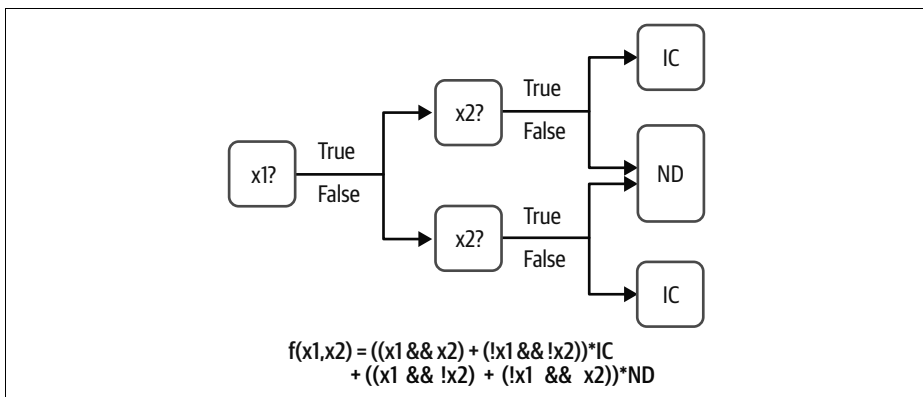 IC
True
x2?
False
True
x1?
ND
False
True
x2?
False
IC
f(x1,x2) = ((x1 && x2) + (!x1 && !x2))*IC
+ ((x1 && !x2) + (!x1 && x2))*ND